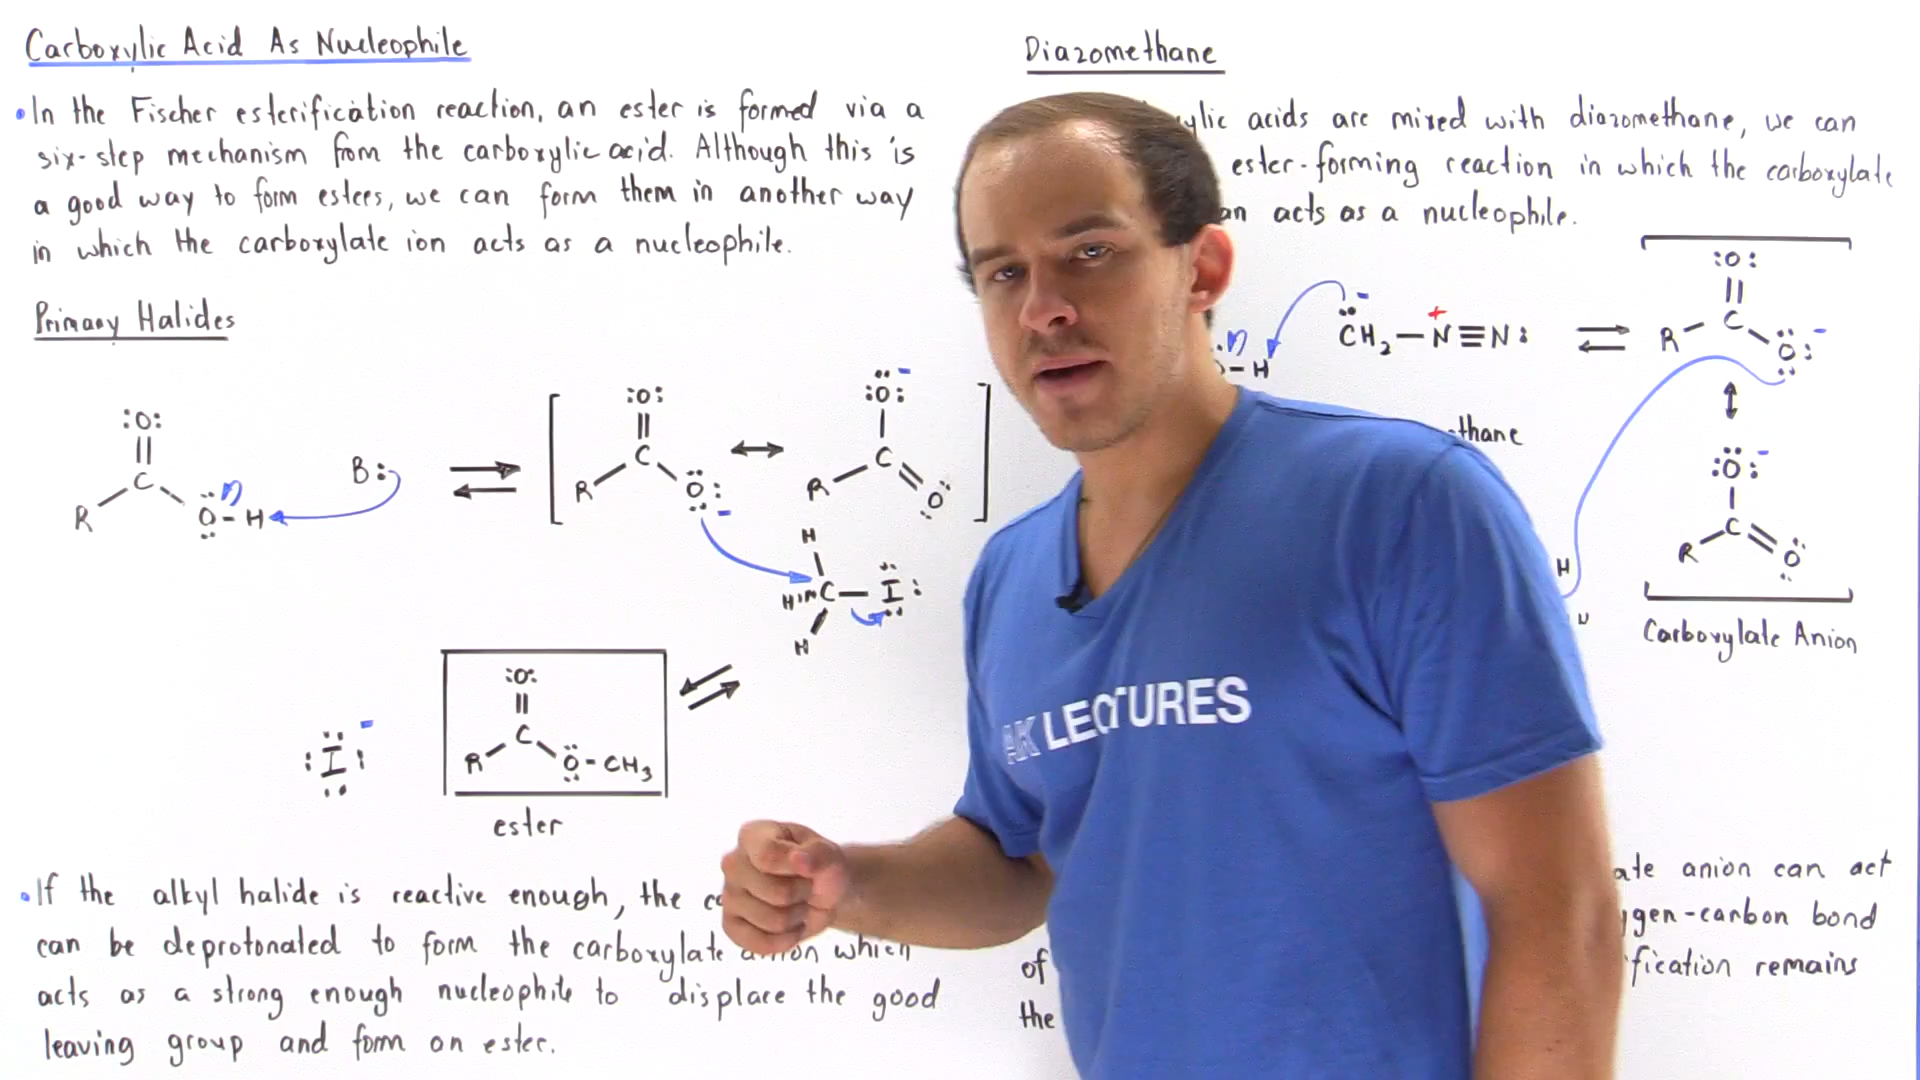 Carboxylic Acid As Nucleophile
• In the Fischer esterification reaction, an ester is formed via a
six-step mechanism from the carboxylic acid. Although this is
a good way to form esters, we can form them in another way
in which the carboxylate ion acts as a nucleophile.
Primary Halides
:O:
C
R
O-H
B:
:O:
C
R
O:
-
:O:
-
C
R
O
H
H C - I:
H
:I:
-
:O:
C
R
O-CH3
ester
• If the alkyl halide is reactive enough, the
can be deprotonated to form the carboxylate anion which
acts as a strong enough nucleophile to displace the good
leaving group and form an ester.
Diazomethane
ylic acids are mixed with diazomethane, we can
ester-forming reaction in which the carboxylate
an acts as a nucleophile.
-H
-
CH2-N≡N:
+
thane
:O:
C
R
O:
-
:O:
-
C
R
O
H
Carboxylate Anion
ate anion can act
gen-carbon bond
of
fication remains
the
AK LECTURES